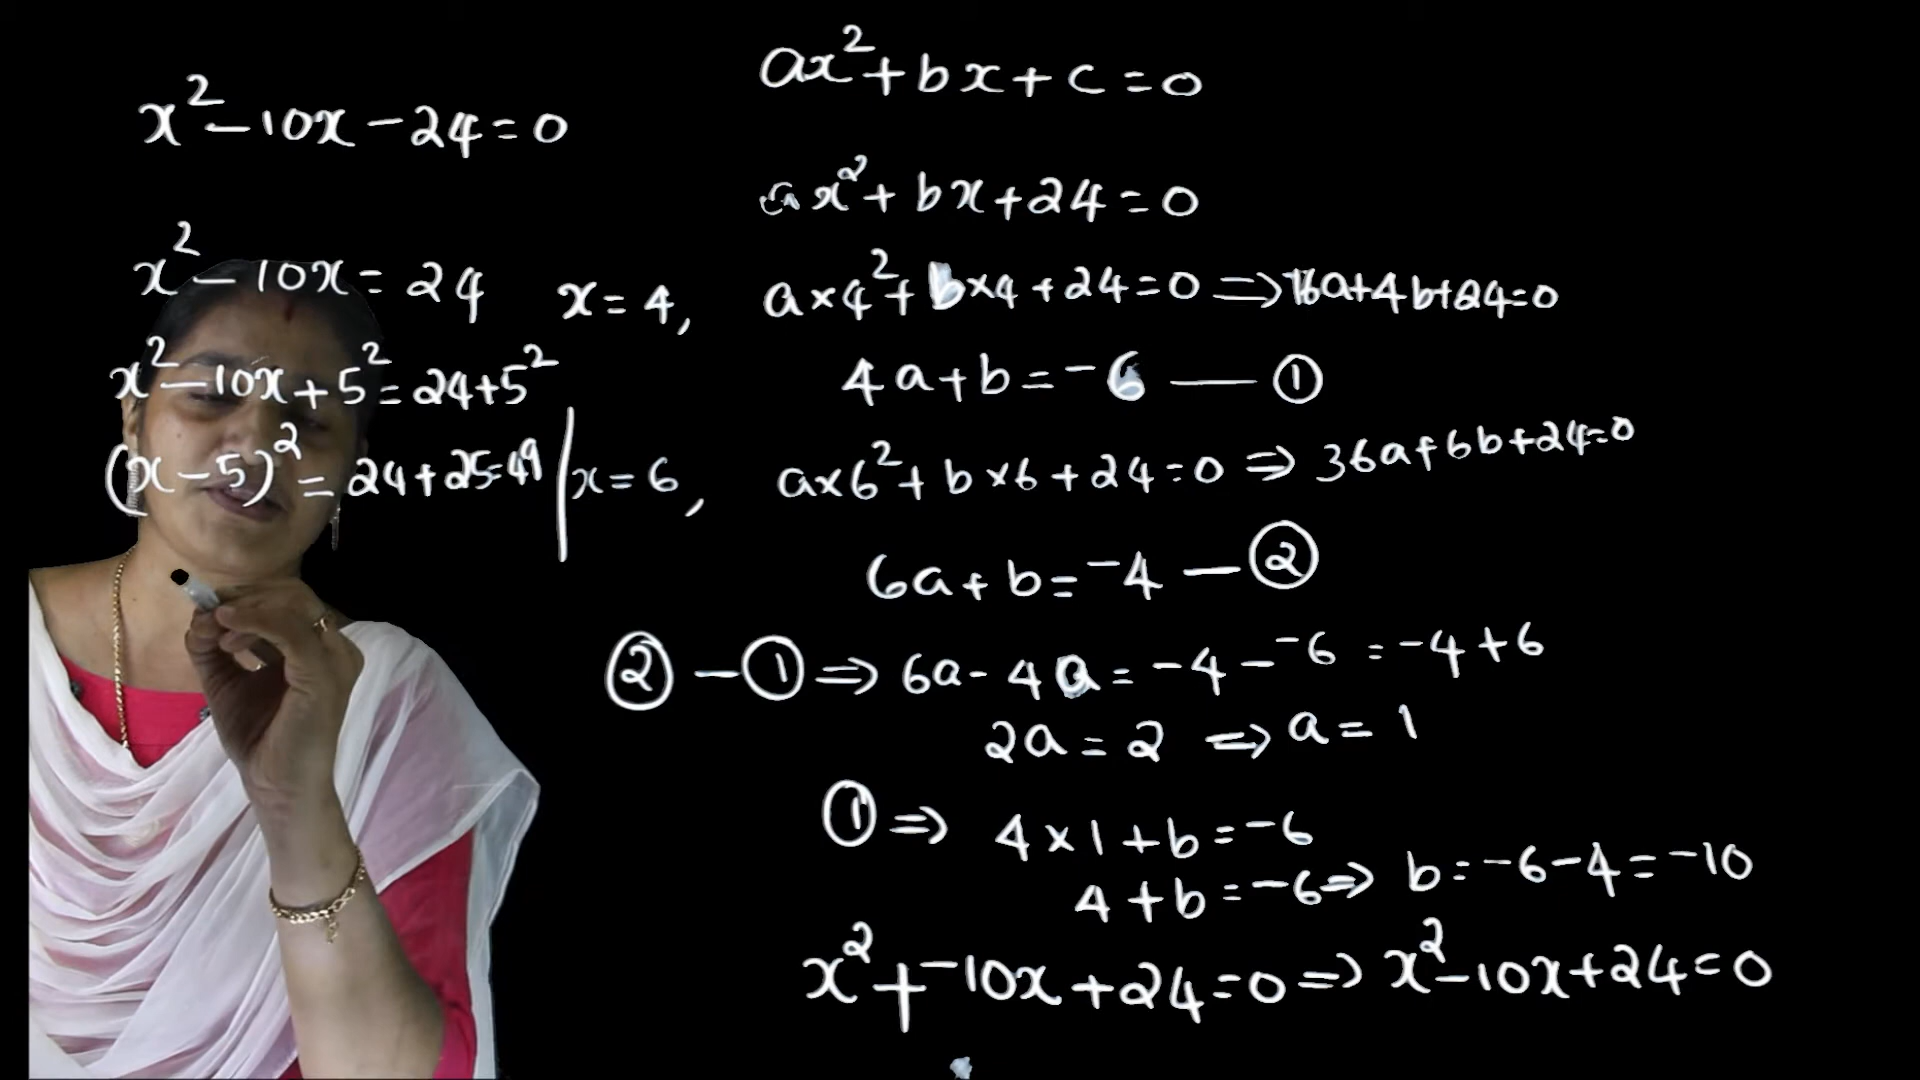 x² - 10x - 24 = 0
x² - 10x = 24
x² - 10x + 5² = 24 + 5²
(x - 5)² = 24 + 25 = 49
ax² + bx + c = 0
ax² + bx + 24 = 0
x = 4, a × 4² + b × 4 + 24 = 0 ⇒ 16a + 4b + 24 = 0
4a + b = ⁻6 — ①
x = 6, a × 6² + b × 6 + 24 = 0 ⇒ 36a + 6b + 24 = 0
6a + b = ⁻4 — ②
② - ① ⇒ 6a - 4a = -4 - ⁻6 = -4 + 6
2a = 2 ⇒ a = 1
① ⇒ 4 × 1 + b = ⁻6
4 + b = ⁻6 ⇒ b = ⁻6 - 4 = ⁻10
x² + ⁻10x + 24 = 0 ⇒ x² - 10x + 24 = 0